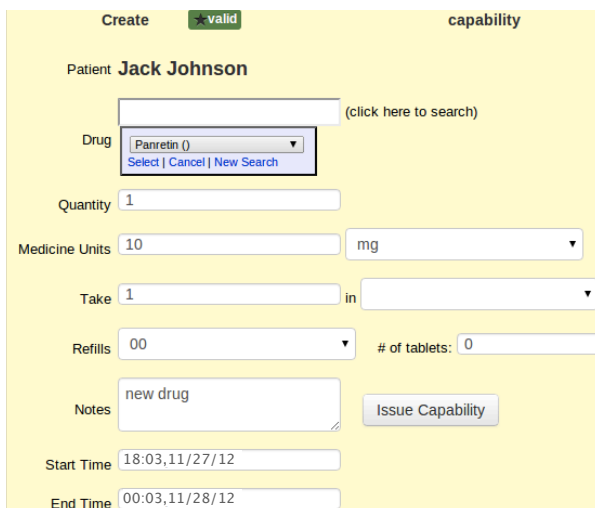 Create ★valid capability
Patient Jack Johnson
(click here to search)
Drug Panretin ()
Select | Cancel | New Search
Quantity 1
Medicine Units 10 mg
Take 1 in
Refills 00 # of tablets: 0
Notes new drug
Issue Capability
Start Time 18:03,11/27/12
End Time 00:03,11/28/12